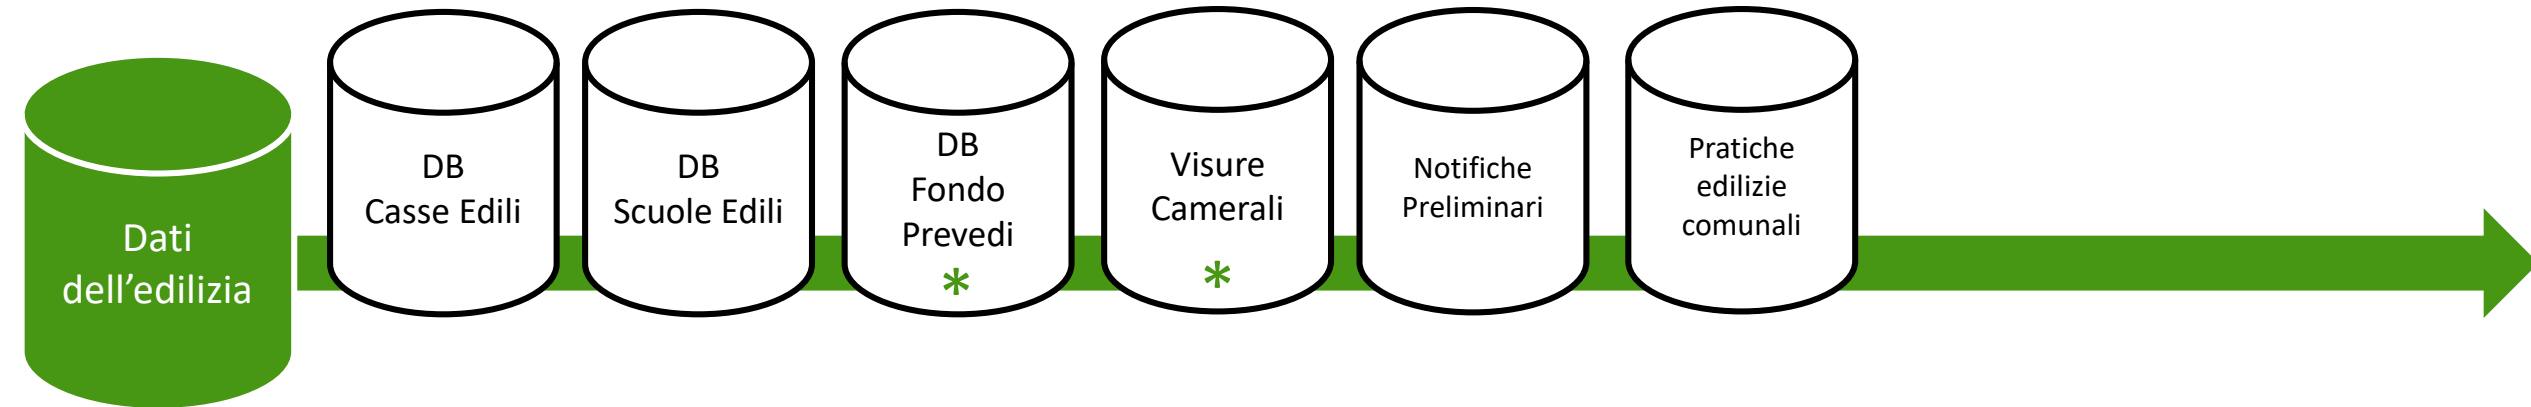 Dati
dell’edilizia
DB
Casse Edili
DB
Scuole Edili
DB
Fondo
Prevedi
*
Visure
Camerali
*
Notifiche
Preliminari
Pratiche
edilizie
comunali